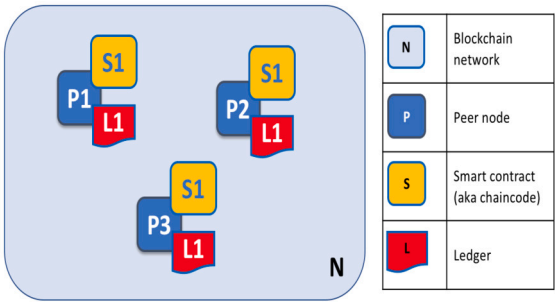 S1
P1
L1
S1
P2
L1
S1
P3
L1
N
N
Blockchain
network
P
Peer node
S
Smart contract
(aka chaincode)
L
Ledger